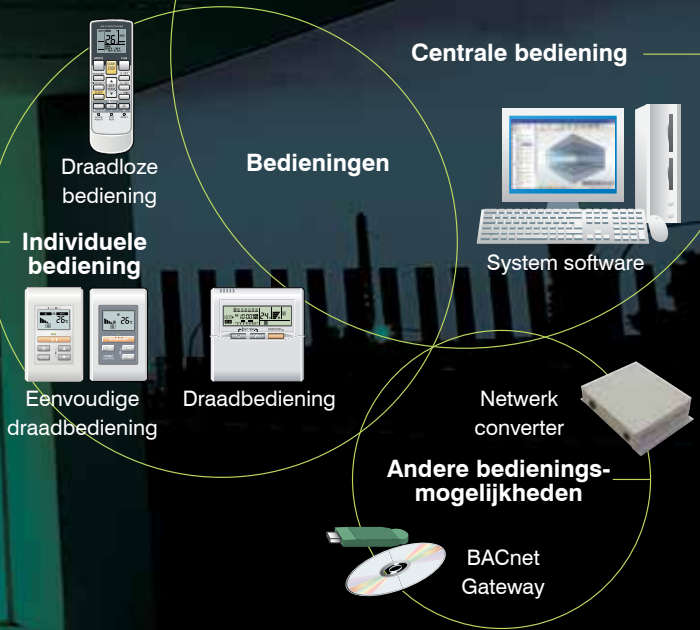 Centrale bediening
Bedieningen
Draadloze
bediening
System software
Individuele
bediening
Eenvoudige
draadbediening
Draadbediening
Netwerk
converter
Andere bedienings-
mogelijkheden
BACnet
Gateway